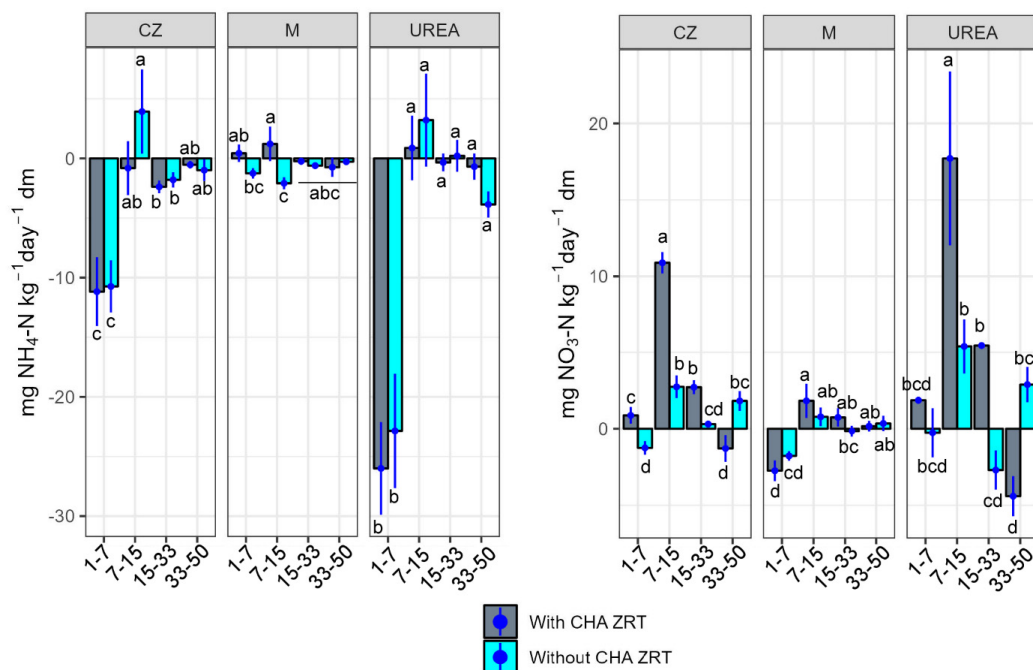 CZ M UREA
mg NH₄-N kg⁻¹day⁻¹ dm
0
-10
-20
-30
c c ab a b b ab ab
ab bc a c abc
b b a a a a a a
1-7 7-15 15-33 33-50
1-7 7-15 15-33 33-50
1-7 7-15 15-33 33-50
CZ M UREA
mg NO₃-N kg⁻¹day⁻¹ dm
20
10
0
c d a b b cd d bc
d cd a ab ab bc ab ab
bcd bcd a b b cd d bc
1-7 7-15 15-33 33-50
1-7 7-15 15-33 33-50
1-7 7-15 15-33 33-50
With CHA ZRT
Without CHA ZRT